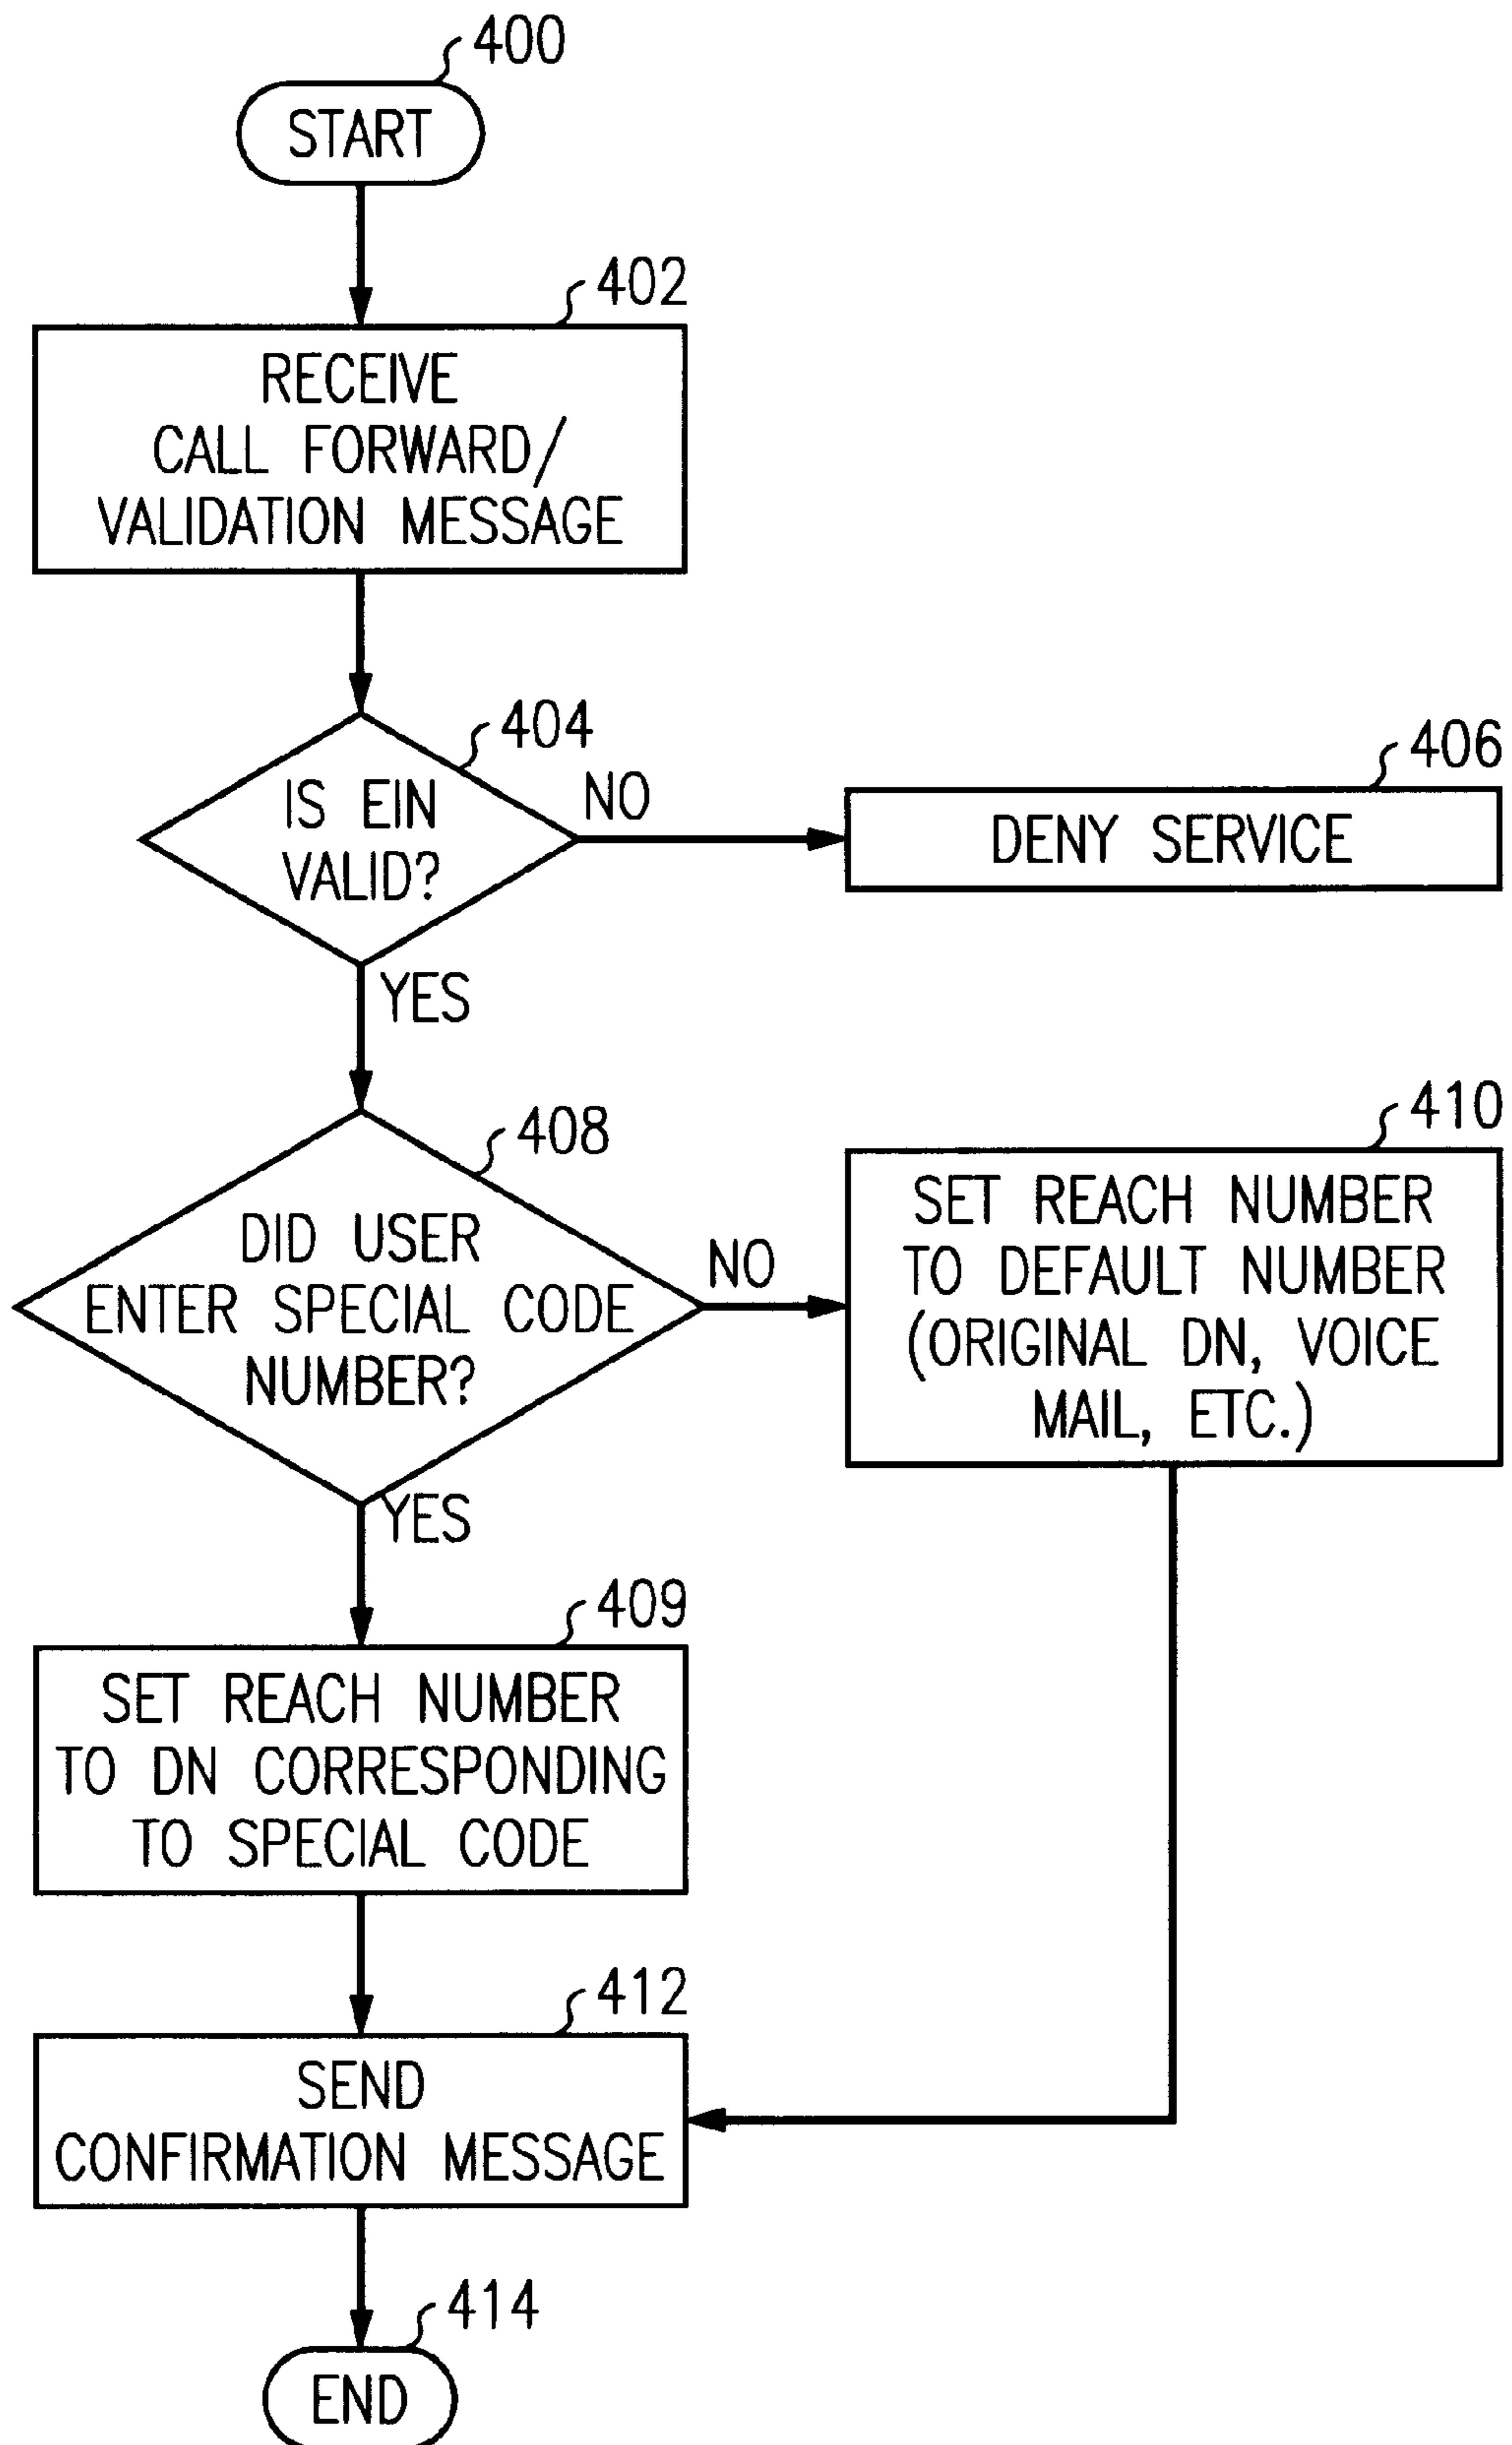 400
START
402
RECEIVE
CALL FORWARD/
VALIDATION MESSAGE
404
IS EIN
VALID?
NO
406
DENY SERVICE
YES
408
DID USER
ENTER SPECIAL CODE
NUMBER?
NO
410
SET REACH NUMBER
TO DEFAULT NUMBER
(ORIGINAL DN, VOICE
MAIL, ETC.)
YES
409
SET REACH NUMBER
TO DN CORRESPONDING
TO SPECIAL CODE
412
SEND
CONFIRMATION MESSAGE
414
END